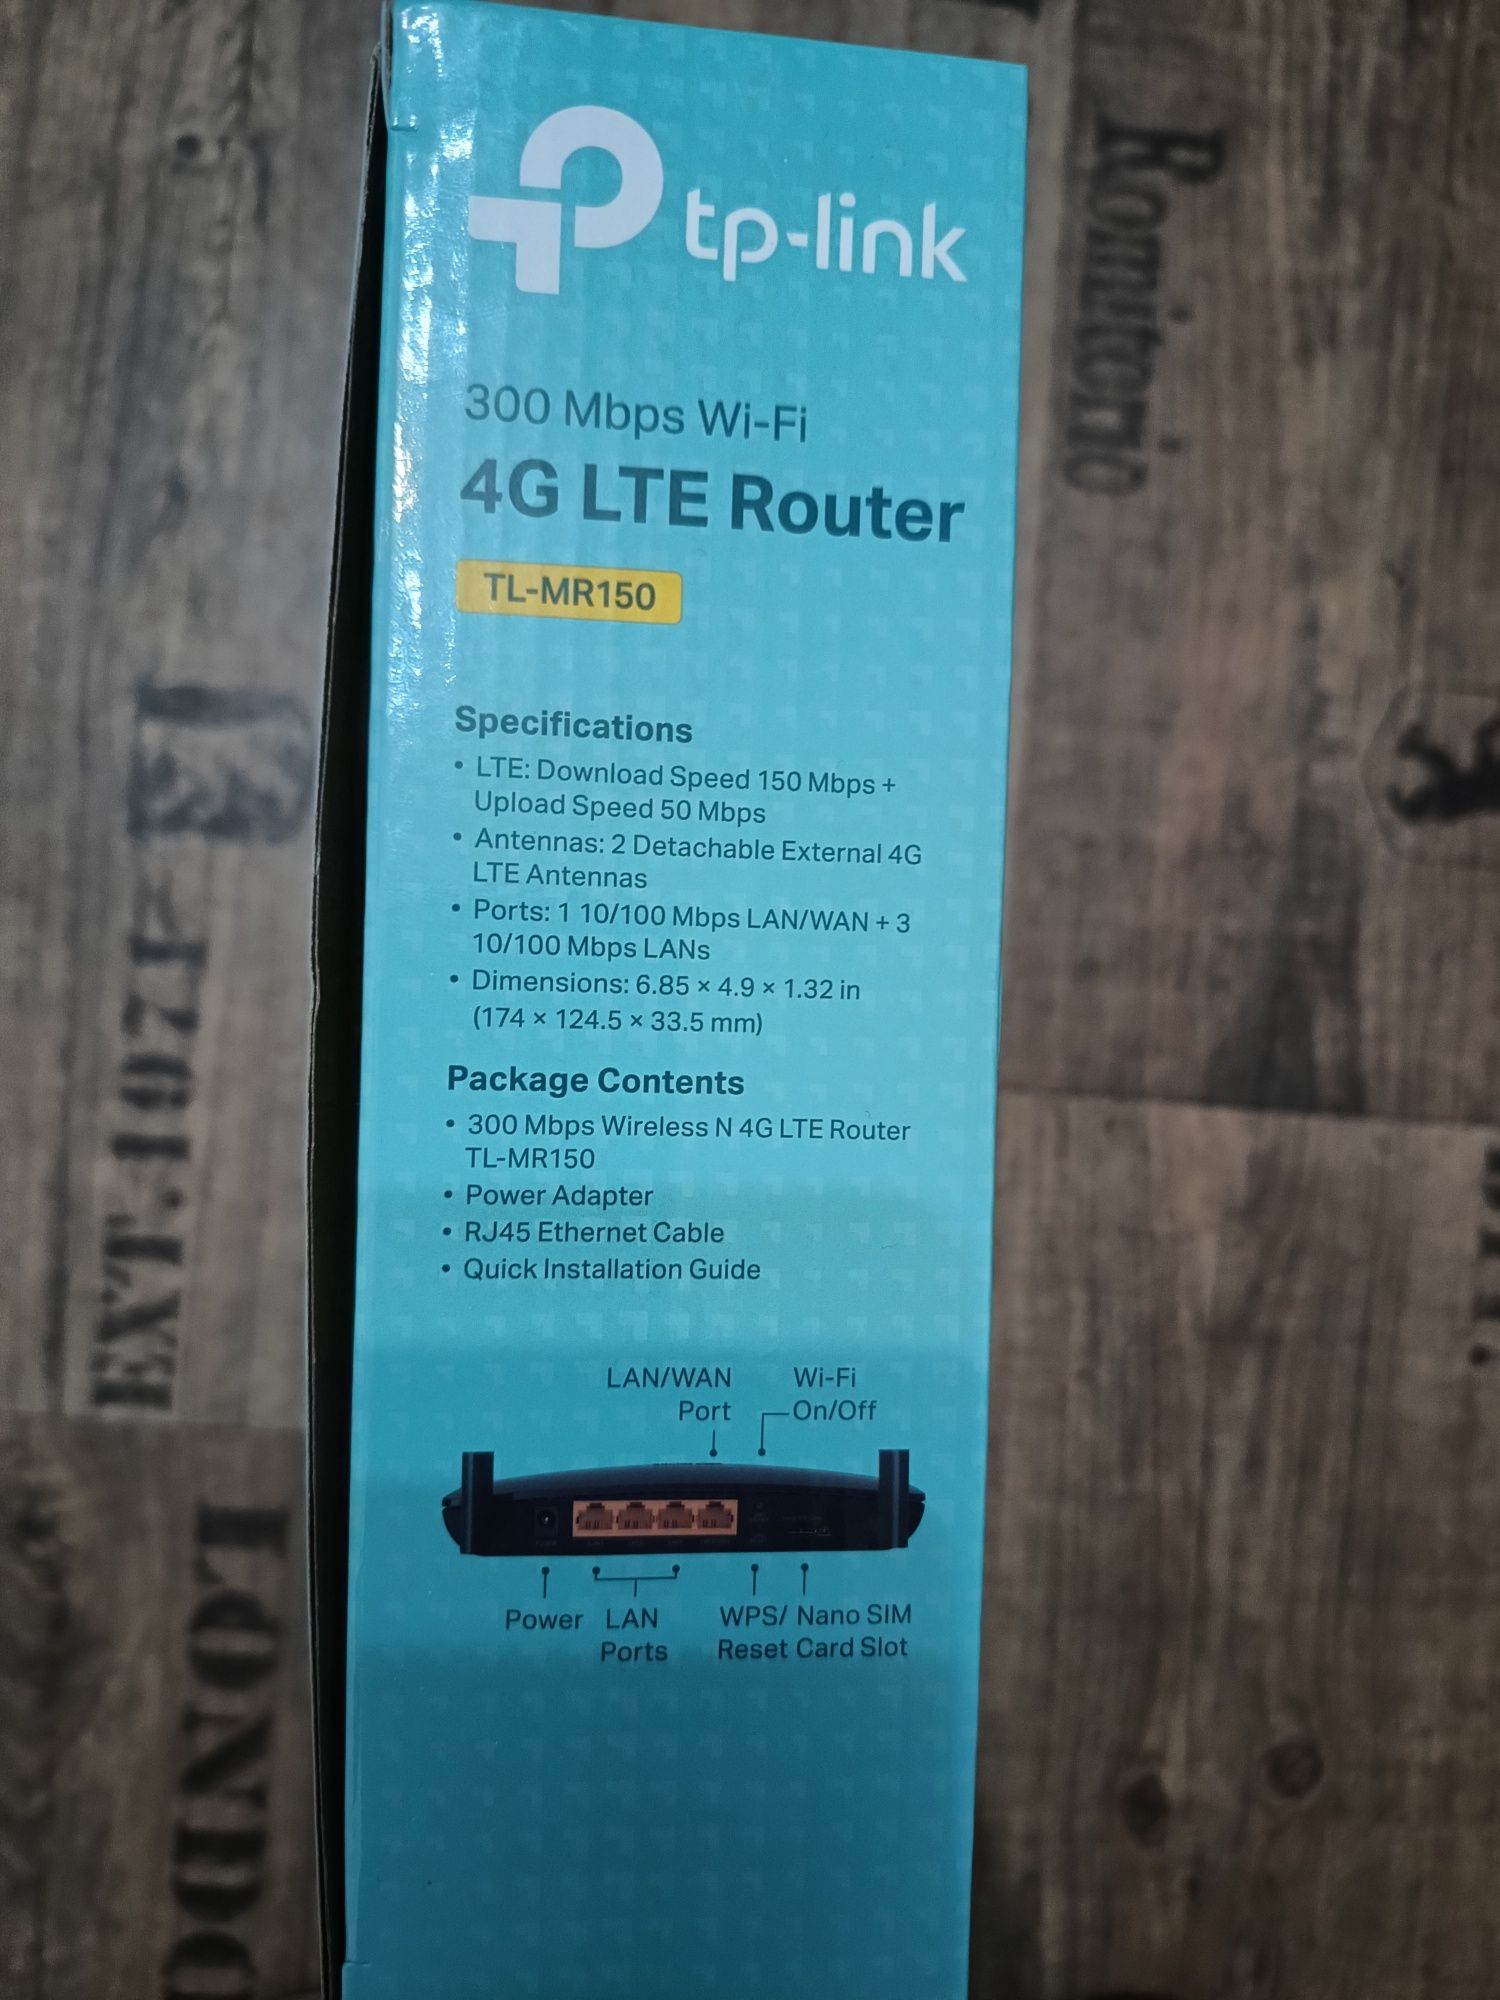 tp-link
300 Mbps Wi-Fi
4G LTE Router
TL-MR150
Specifications
• LTE: Download Speed 150 Mbps +
Upload Speed 50 Mbps
• Antennas: 2 Detachable External 4G
LTE Antennas
• Ports: 1 10/100 Mbps LAN/WAN + 3
10/100 Mbps LANs
• Dimensions: 6.85 × 4.9 × 1.32 in
(174 × 124.5 × 33.5 mm)
Package Contents
• 300 Mbps Wireless N 4G LTE Router
TL-MR150
• Power Adapter
• RJ45 Ethernet Cable
• Quick Installation Guide
LAN/WAN Wi-Fi
Port On/Off
Power LAN WPS/ Nano SIM
Ports Reset Card Slot
Romitorio
3
EXT.1971